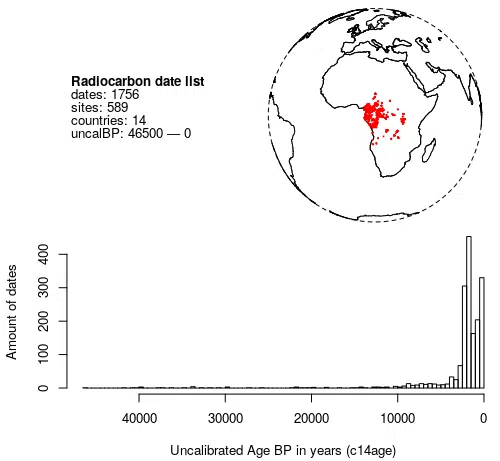 Radiocarbon date list
dates: 1756
sites: 589
countries: 14
uncalBP: 46500 — 0
Amount of dates
400
300
200
100
0
40000 30000 20000 10000 0
Uncalibrated Age BP in years (c14age)